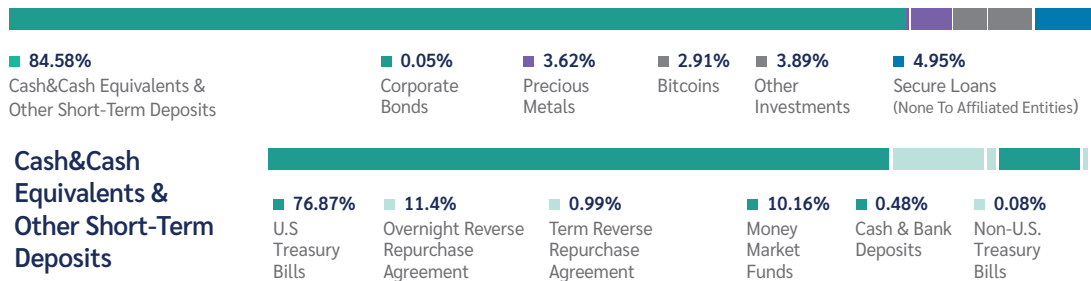 84.58%
Cash&Cash Equivalents &
Other Short-Term Deposits
0.05%
Corporate
Bonds
3.62%
Precious
Metals
2.91%
Bitcoins
3.89%
Other
Investments
4.95%
Secure Loans
(None To Affiliated Entities)
Cash&Cash
Equivalents &
Other Short-Term
Deposits
76.87%
U.S
Treasury
Bills
11.4%
Overnight Reverse
Repurchase
Agreement
0.99%
Term Reverse
Repurchase
Agreement
10.16%
Money
Market
Funds
0.48%
Cash & Bank
Deposits
0.08%
Non-U.S.
Treasury
Bills